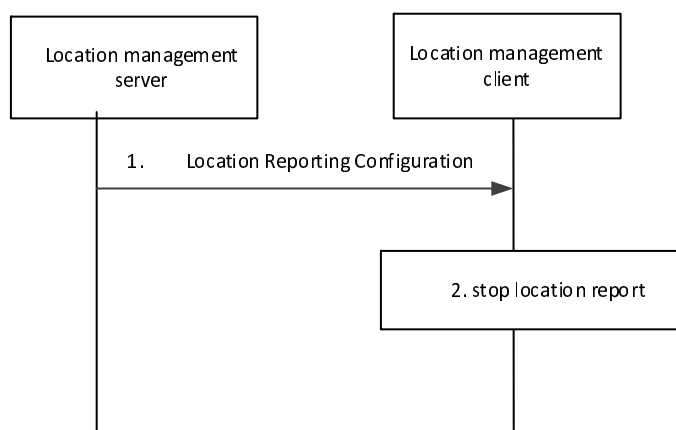 Location management
server
Location management
client
1. Location Reporting Configuration
2. stop location report